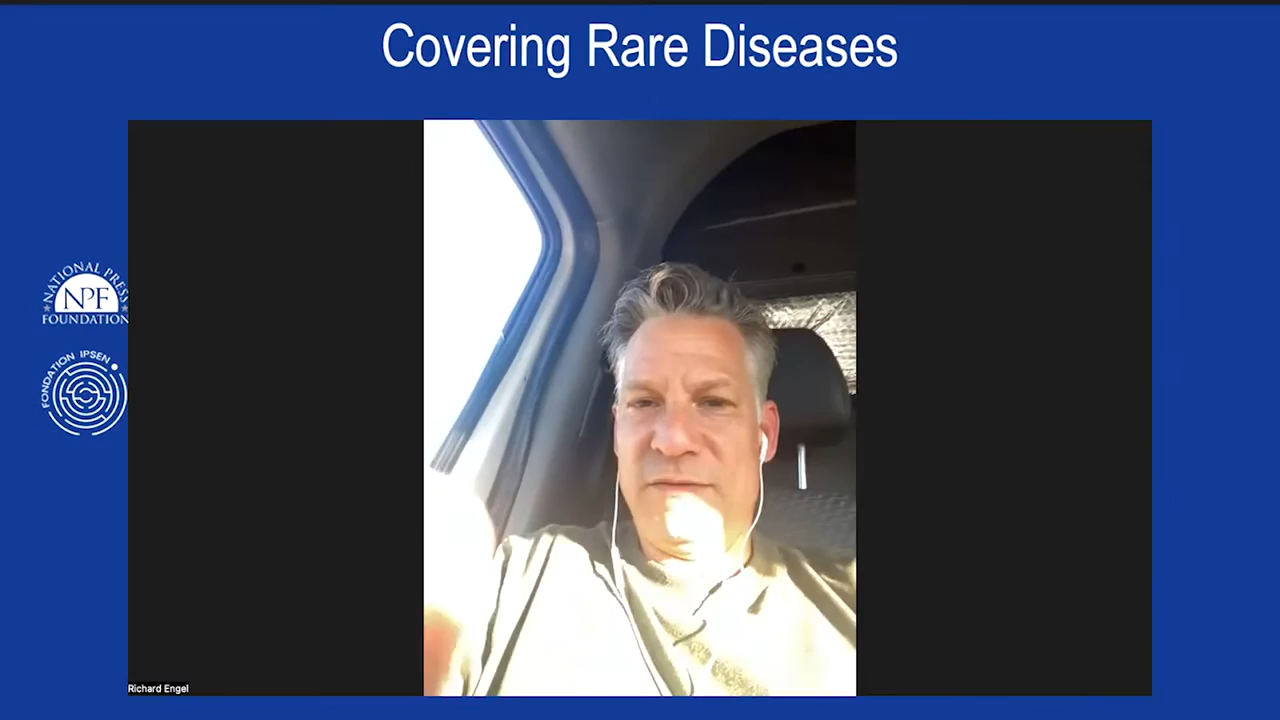 Covering Rare Diseases
NATIONAL PRESS
NPF
FOUNDATION
FONDATION IPSEN
Richard Engel